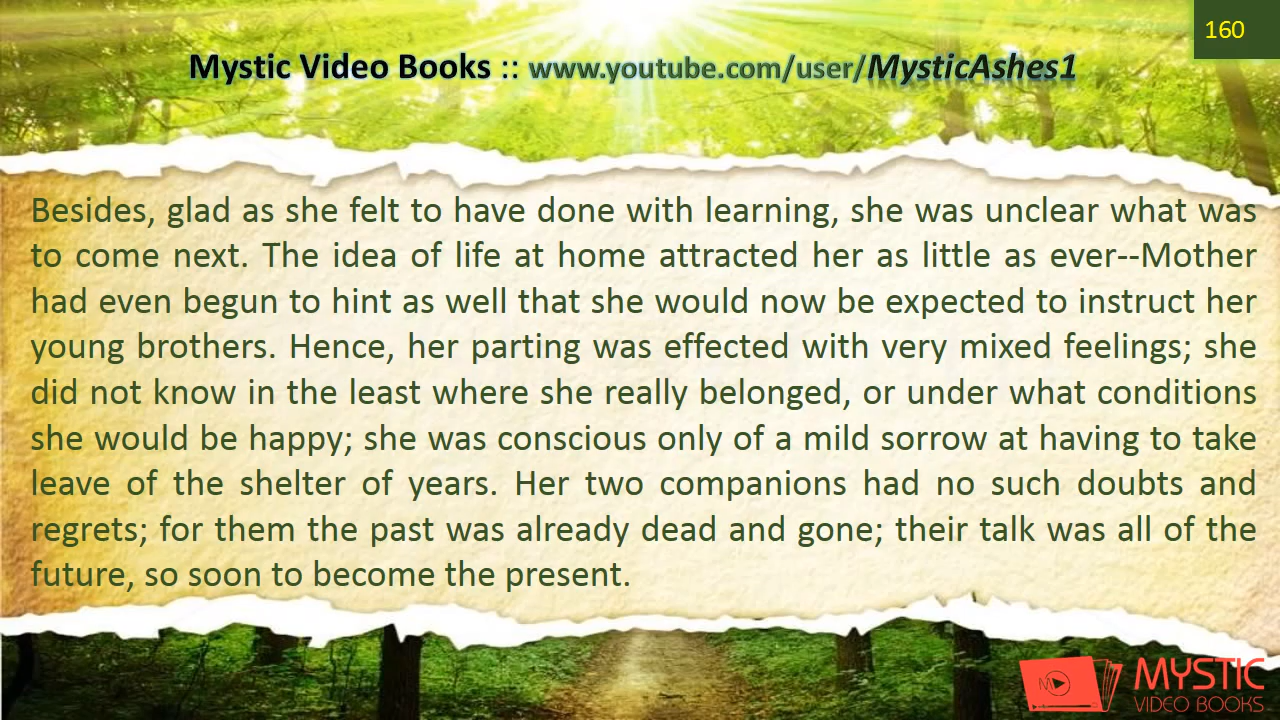 160
Mystic Video Books :: www.youtube.com/user/MysticAshes1
Besides, glad as she felt to have done with learning, she was unclear what was
to come next. The idea of life at home attracted her as little as ever--Mother
had even begun to hint as well that she would now be expected to instruct her
young brothers. Hence, her parting was effected with very mixed feelings; she
did not know in the least where she really belonged, or under what conditions
she would be happy; she was conscious only of a mild sorrow at having to take
leave of the shelter of years. Her two companions had no such doubts and
regrets; for them the past was already dead and gone; their talk was all of the
future, so soon to become the present.
MYSTIC
VIDEO BOOKS